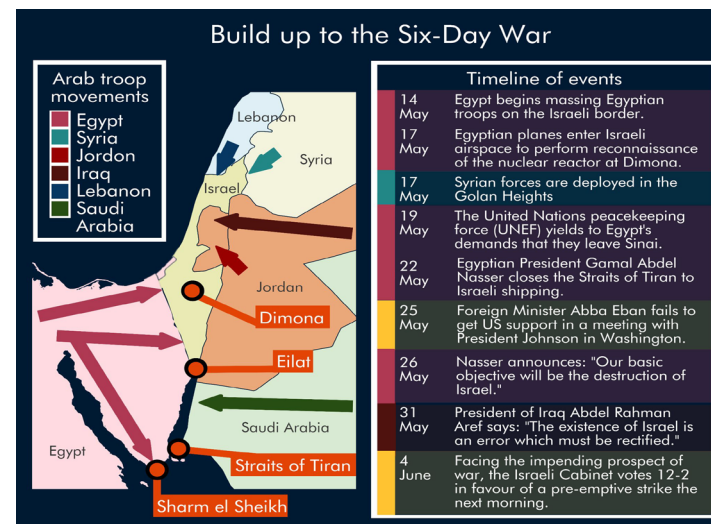 Build up to the Six-Day War
Arab troop
movements
Egypt
Syria
Jordon
Iraq
Lebanon
Saudi
Arabia
Lebanon
Syria
Israel
Jordan
Dimona
Eilat
Saudi Arabia
Egypt
Straits of Tiran
Sharm el Sheikh
Timeline of events
14
May
Egypt begins massing Egyptian
troops on the Israeli border.
17
May
Egyptian planes enter Israeli
airspace to perform reconnaissance
of the nuclear reactor at Dimona.
17
May
Syrian forces are deployed in the
Golan Heights
19
May
The United Nations peacekeeping
force (UNEF) yields to Egypt's
demands that they leave Sinai.
22
May
Egyptian President Gamal Abdel
Nasser closes the Straits of Tiran to
Israeli shipping.
25
May
Foreign Minister Abba Eban fails to
get US support in a meeting with
President Johnson in Washington.
26
May
Nasser announces: "Our basic
objective will be the destruction of
Israel."
31
May
President of Iraq Abdel Rahman
Aref says: "The existence of Israel is
an error which must be rectified."
4
June
Facing the impending prospect of
war, the Israeli Cabinet votes 12-2
in favour of a pre-emptive strike the
next morning.